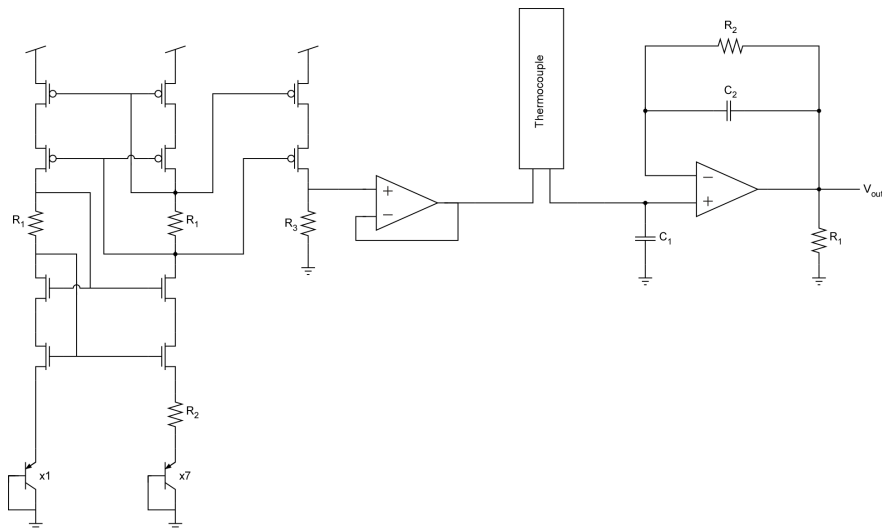 R2
C2
Thermocouple
Vout
R1
R1
R3
C1
R1
R2
x1
x7
+
−
−
+